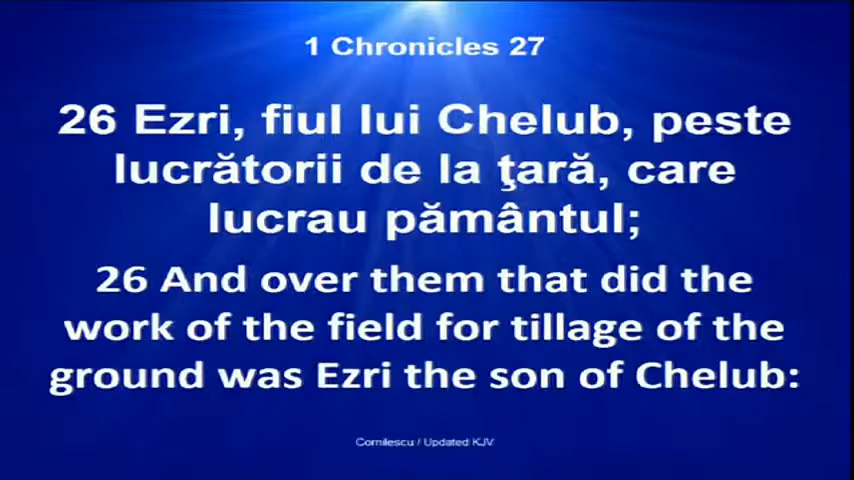 1 Chronicles 27
26 Ezri, fiul lui Chelub, peste
lucrătorii de la ţară, care
lucrau pământul;
26 And over them that did the
work of the field for tillage of the
ground was Ezri the son of Chelub:
Cornilescu / Updated KJV